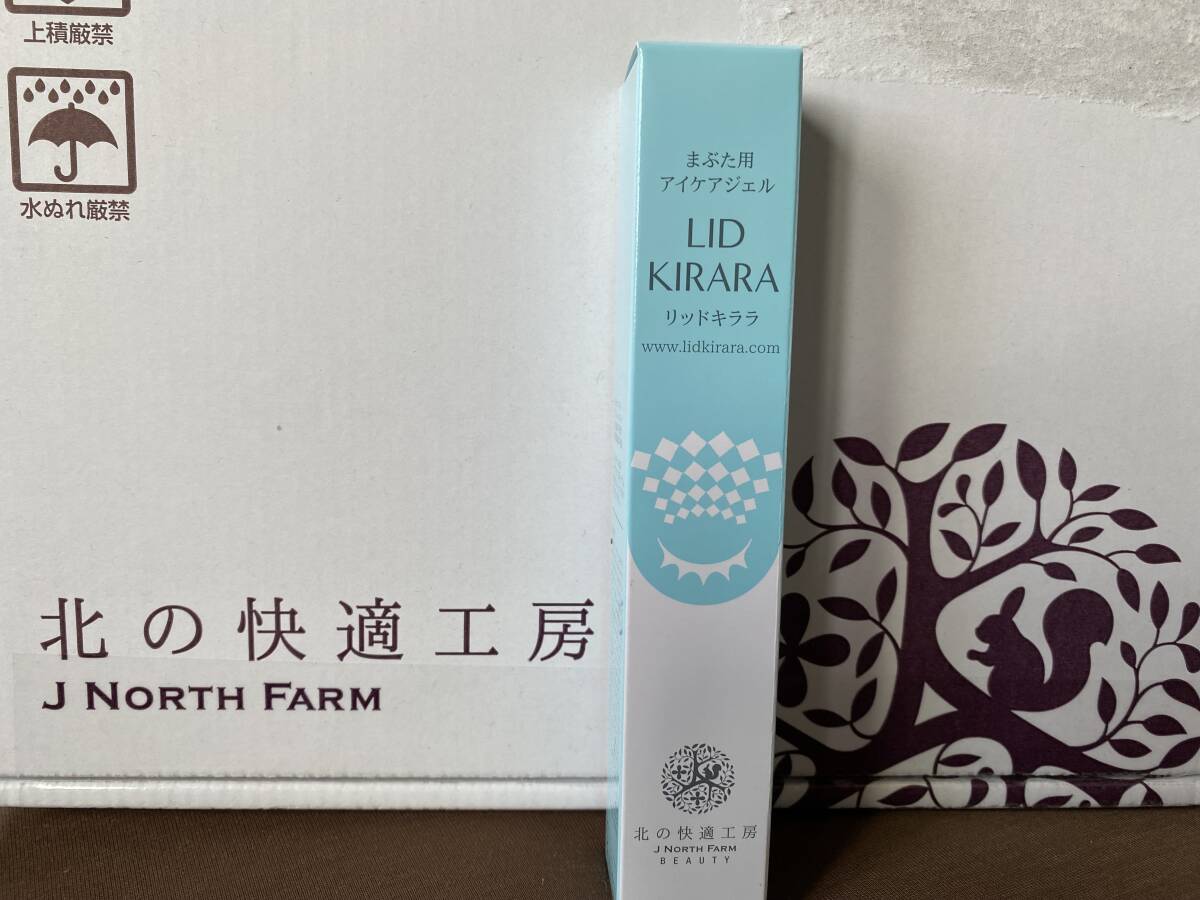 上積厳禁
水ぬれ厳禁
北の快適工房
J NORTH FARM
まぶた用
アイケアジェル
LID
KIRARA
リッドキララ
www.lidkirara.com
北の快適工房
J NORTH FARM
BEAUTY